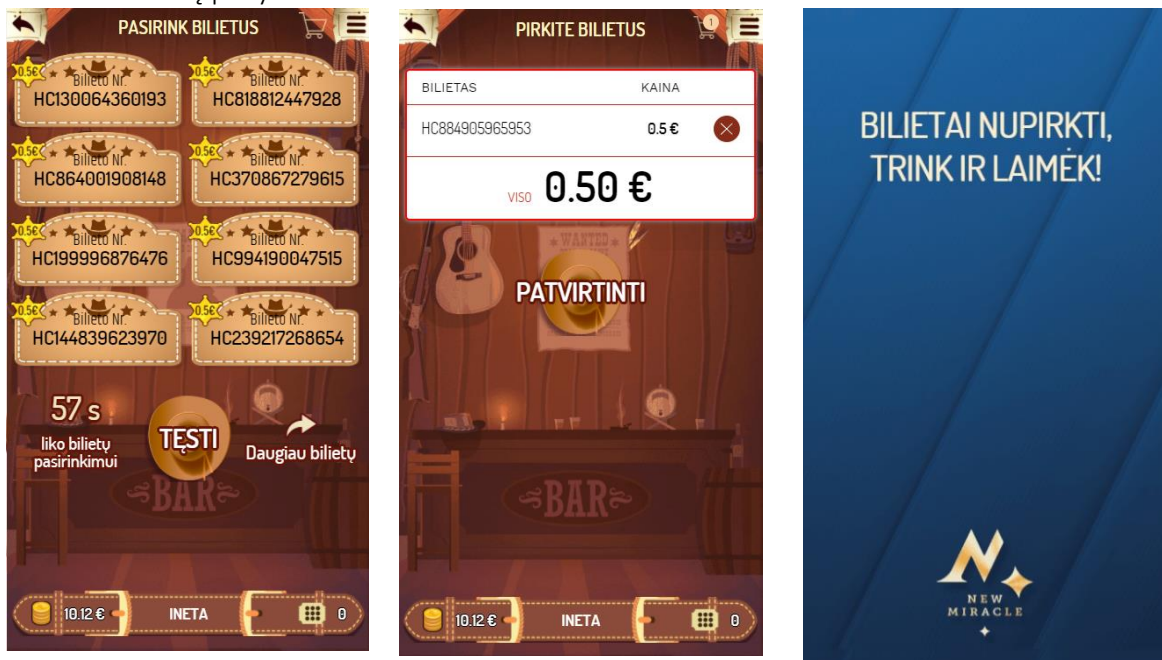 PASIRINK BILIETUS
0.5€
Bilieto Nr.
HC130064360193
0.5€
Bilieto Nr.
HC818812447928
0.5€
Bilieto Nr.
HC864001908148
0.5€
Bilieto Nr.
HC370867279615
0.5€
Bilieto Nr.
HC199996876476
0.5€
Bilieto Nr.
HC994190047515
0.5€
Bilieto Nr.
HC144839623970
0.5€
Bilieto Nr.
HC239217268654
57 s
liko bilietų
pasirinkimui
TĘSTI
Daugiau bilietų
BAR
10.12 €
INETA
0
PIRKITE BILIETUS
1
BILIETAS
KAINA
HC884905965953
0.5 €
VISO 0.50 €
WANTED
PATVIRTINTI
BAR
10.12 €
INETA
0
BILIETAI NUPIRKTI,
TRINK IR LAIMĖK!
N
NEW
MIRACLE